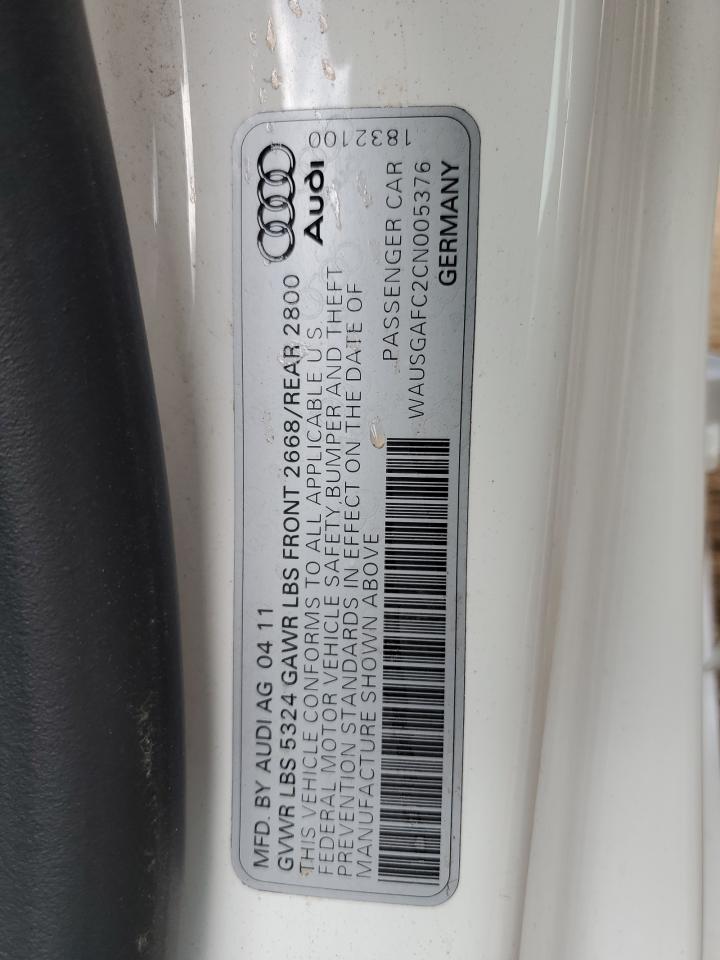 MFD. BY AUDI AG 04 11
GVWR LBS 5324 GAWR LBS FRONT 2668/REAR 2800
THIS VEHICLE CONFORMS TO ALL APPLICABLE U S
FEDERAL MOTOR VEHICLE SAFETY, BUMPER AND THEFT
PREVENTION STANDARDS IN EFFECT ON THE DATE OF
MANUFACTURE SHOWN ABOVE
Audi
PASSENGER CAR
WAUSGAFC2CN005376
GERMANY
1832100